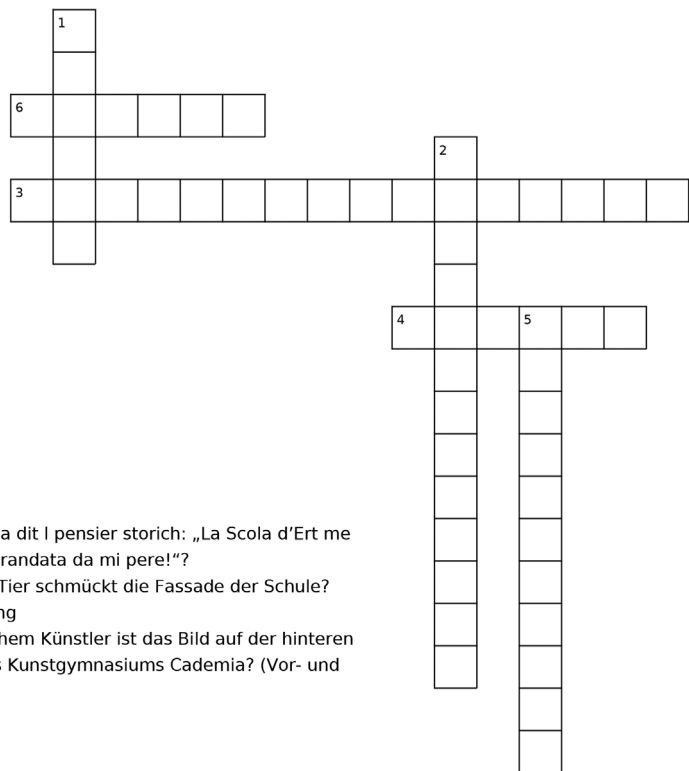 1
6
2
3
4
5
a dit l pensier storich: „La Scola d’Ert me
randata da mi pere!“?
Tier schmückt die Fassade der Schule?
ng
hem Künstler ist das Bild auf der hinteren
s Kunstgymnasiums Cademia? (Vor- und